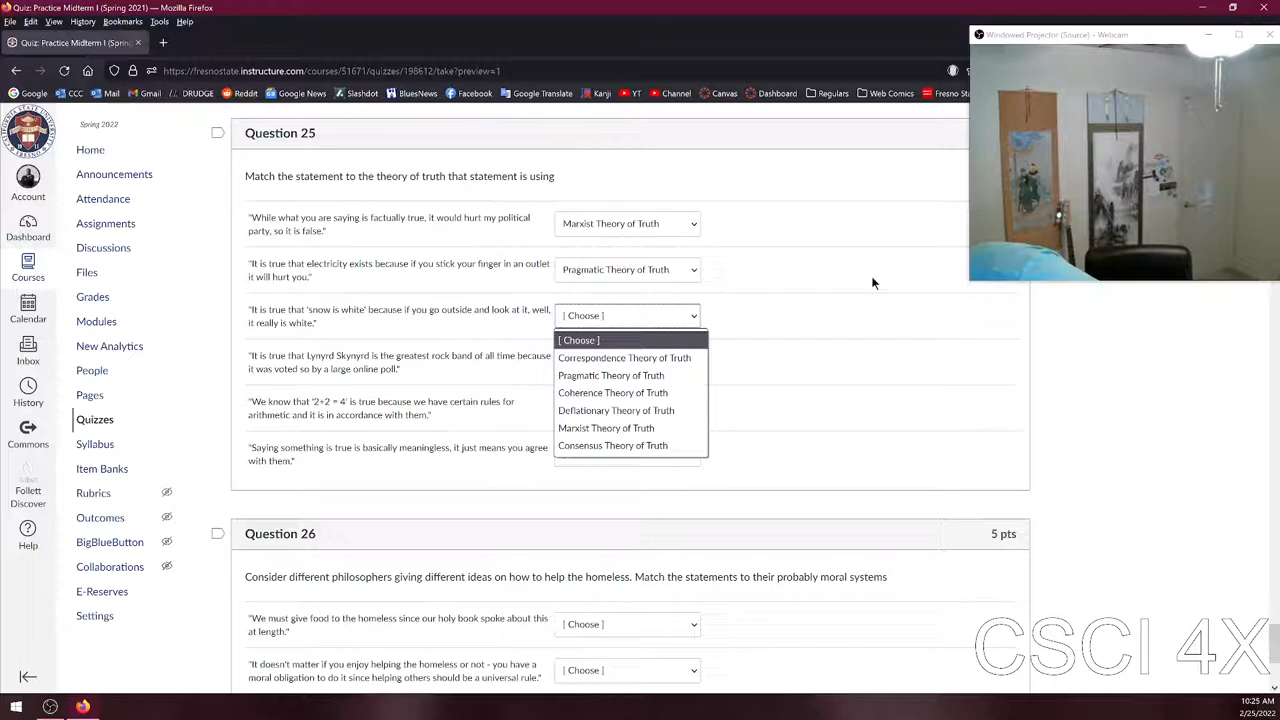 Quiz: Practice Midterm I (Spring 2021) — Mozilla Firefox
File Edit View History Bookmarks Tools Help
Quiz: Practice Midterm I (Spring
Windowed Projector (Source) - Webcam
https://fresnostate.instructure.com/courses/51671/quizzes/198612/take?preview=1
Google CCC Mail Gmail DRUDGE Reddit Google News Slashdot BluesNews Facebook Google Translate Kanji YT Channel Canvas Dashboard Regulars Web Comics Fresno St
Spring 2022
Home
Announcements
Attendance
Assignments
Discussions
Files
Grades
Modules
New Analytics
People
Pages
Quizzes
Syllabus
Item Banks
Rubrics
Outcomes
BigBlueButton
Collaborations
E-Reserves
Settings
Account
Dashboard
Courses
Calendar
Inbox
History
Commons
Follett
Discover
Help
Question 25
Match the statement to the theory of truth that statement is using
"While what you are saying is factually true, it would hurt my political
party, so it is false."
Marxist Theory of Truth
"It is true that electricity exists because if you stick your finger in an outlet
it will hurt you."
Pragmatic Theory of Truth
"It is true that 'snow is white' because if you go outside and look at it, well,
it really is white."
[ Choose ]
[ Choose ]
Correspondence Theory of Truth
Pragmatic Theory of Truth
Coherence Theory of Truth
Deflationary Theory of Truth
Marxist Theory of Truth
Consensus Theory of Truth
"It is true that Lynyrd Skynyrd is the greatest rock band of all time because
it was voted so by a large online poll."
"We know that '2+2 = 4' is true because we have certain rules for
arithmetic and it is in accordance with them."
"Saying something is true is basically meaningless, it just means you agree
with them."
Question 26
5 pts
Consider different philosophers giving different ideas on how to help the homeless. Match the statements to their probably moral systems
"We must give food to the homeless since our holy book spoke about this
at length."
[ Choose ]
"It doesn't matter if you enjoy helping the homeless or not - you have a
moral obligation to do it since helping others should be a universal rule."
[ Choose ]
CSCI 4X
10:25 AM
2/25/2022